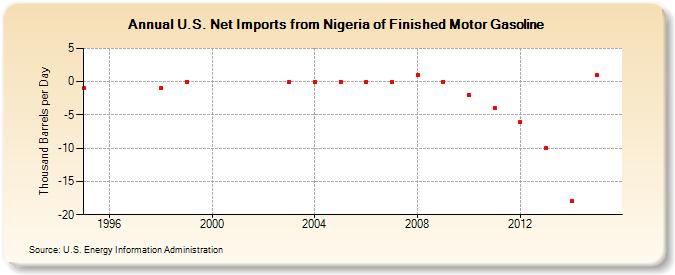 Annual U.S. Net Imports from Nigeria of Finished Motor Gasoline
Thousand Barrels per Day
5
0
-5
-10
-15
-20
1996 2000 2004 2008 2012
Source: U.S. Energy Information Administration